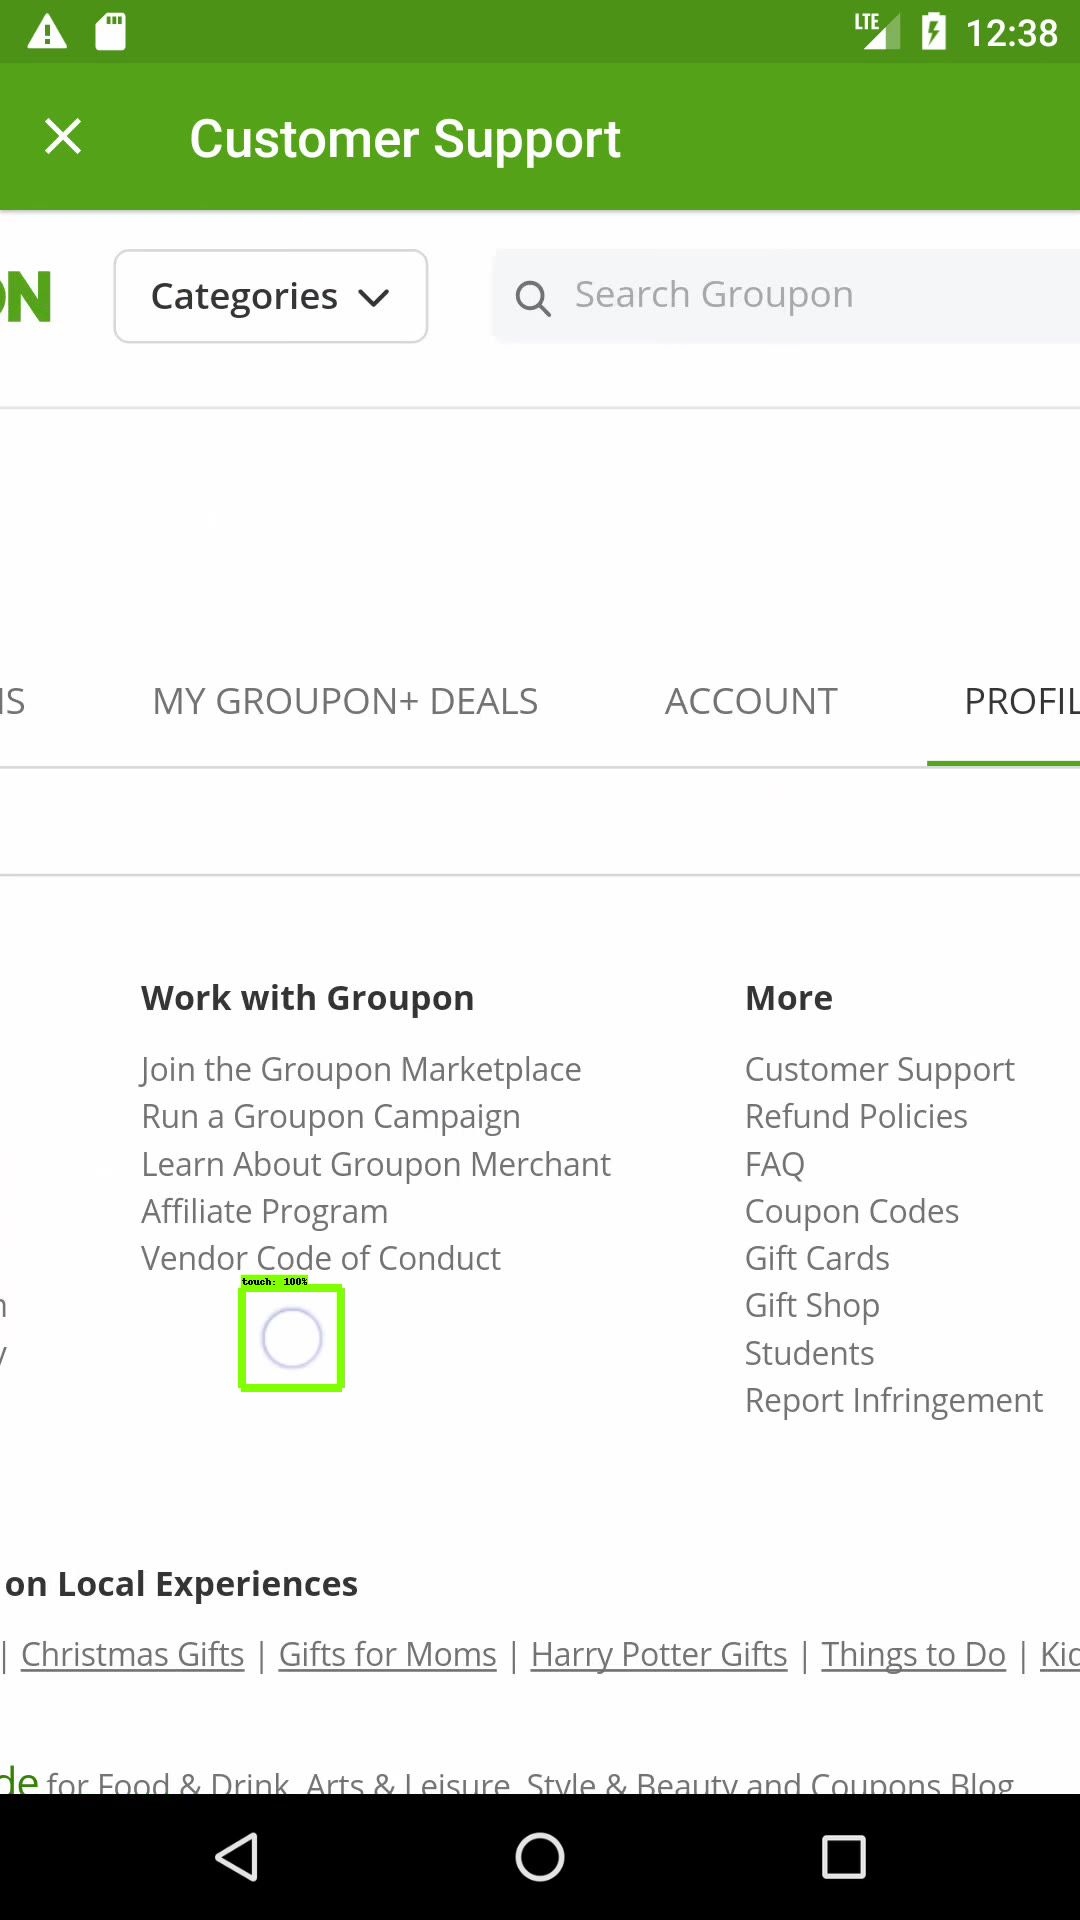 LTE 12:38
Customer Support
ON Categories Search Groupon
IS MY GROUPON+ DEALS ACCOUNT PROFIL
Work with Groupon
Join the Groupon Marketplace
Run a Groupon Campaign
Learn About Groupon Merchant
Affiliate Program
Vendor Code of Conduct
touch: 100%
More
Customer Support
Refund Policies
FAQ
Coupon Codes
Gift Cards
Gift Shop
Students
Report Infringement
on Local Experiences
| Christmas Gifts | Gifts for Moms | Harry Potter Gifts | Things to Do | Kid
de for Food & Drink, Arts & Leisure, Style & Beauty and Coupons Blog